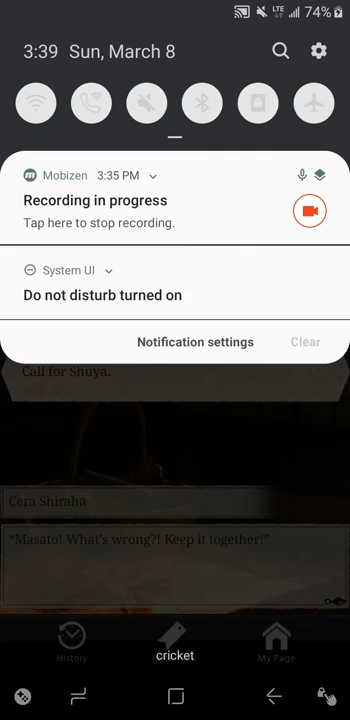 LTE 74%
3:39 Sun, March 8
Mobizen 3:35 PM
Recording in progress
Tap here to stop recording.
System UI
Do not disturb turned on
Notification settings Clear
Call for Shuya.
Cera Shiraha
“Masato! What's wrong?! Keep it together!”
History My Page
cricket